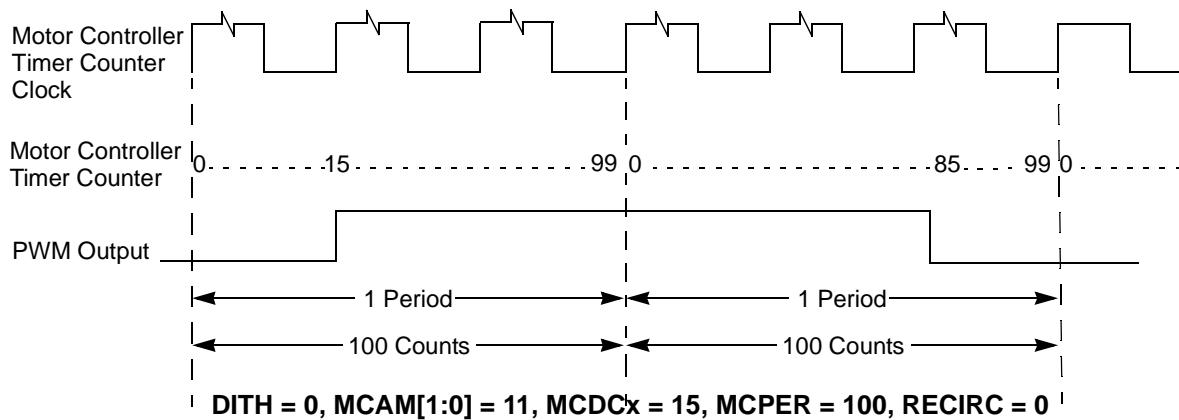 Motor Controller
Timer Counter
Clock
Motor Controller
Timer Counter
0 15 99 0 85 99 0
PWM Output
1 Period 1 Period
100 Counts 100 Counts
DITH = 0, MCAM[1:0] = 11, MCDCx = 15, MCPER = 100, RECIRC = 0